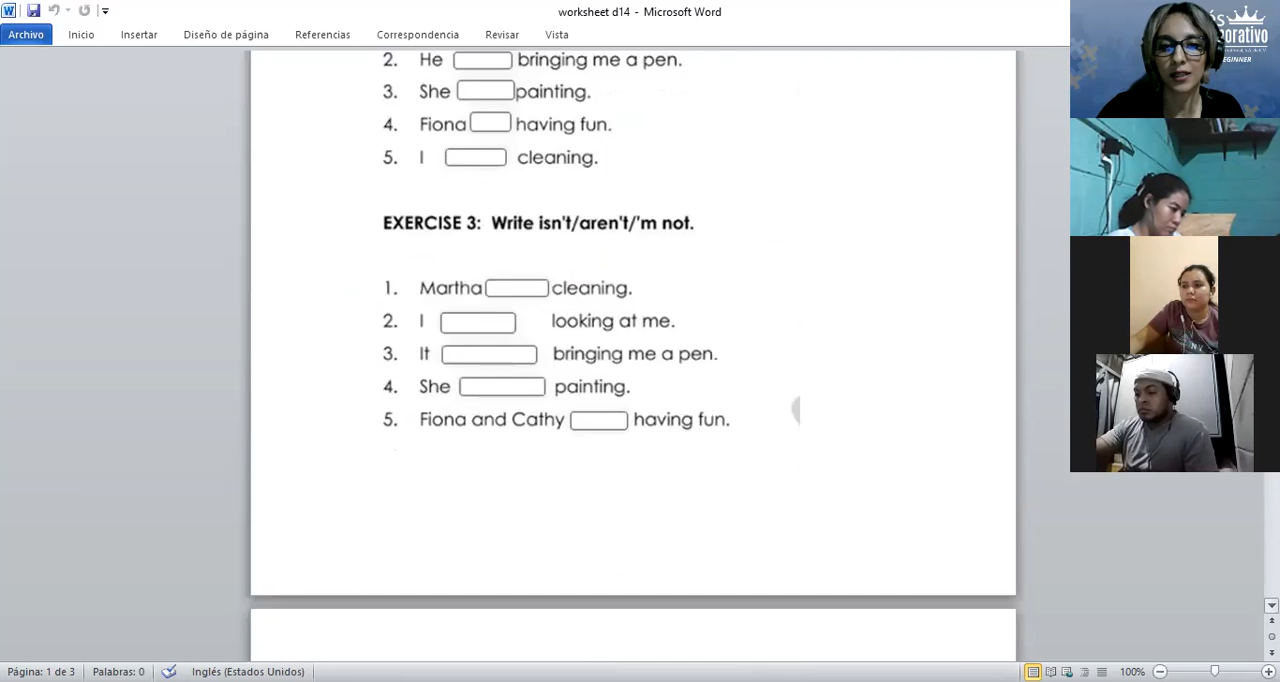 worksheet d14 - Microsoft Word
Archivo Inicio Insertar Diseño de página Referencias Correspondencia Revisar Vista
2. He bringing me a pen.
3. She painting.
4. Fiona having fun.
5. I cleaning.
EXERCISE 3: Write isn't/aren't/'m not.
1. Martha cleaning.
2. I looking at me.
3. It bringing me a pen.
4. She painting.
5. Fiona and Cathy having fun.
Página: 1 de 3 Palabras: 0 Inglés (Estados Unidos) 100%